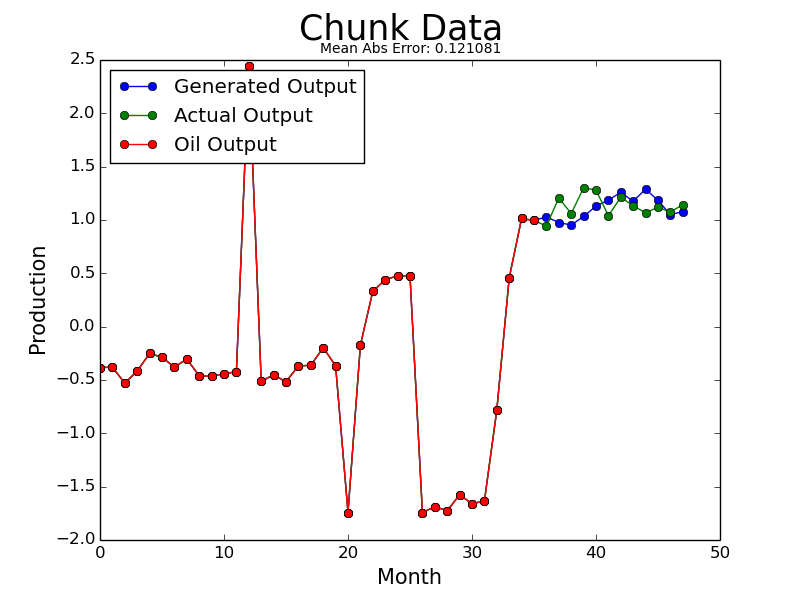 Chunk Data
Mean Abs Error: 0.121081
2.5
2.0
1.5
1.0
0.5
0.0
−0.5
−1.0
−1.5
−2.0
Production
Generated Output
Actual Output
Oil Output
0 10 20 30 40 50
Month